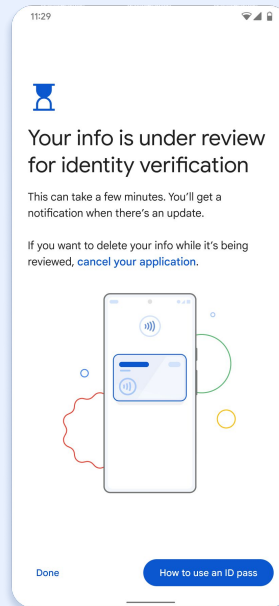 11:29
Your info is under review
for identity verification
This can take a few minutes. You'll get a
notification when there's an update.
If you want to delete your info while it's being
reviewed, cancel your application.
Done
How to use an ID pass